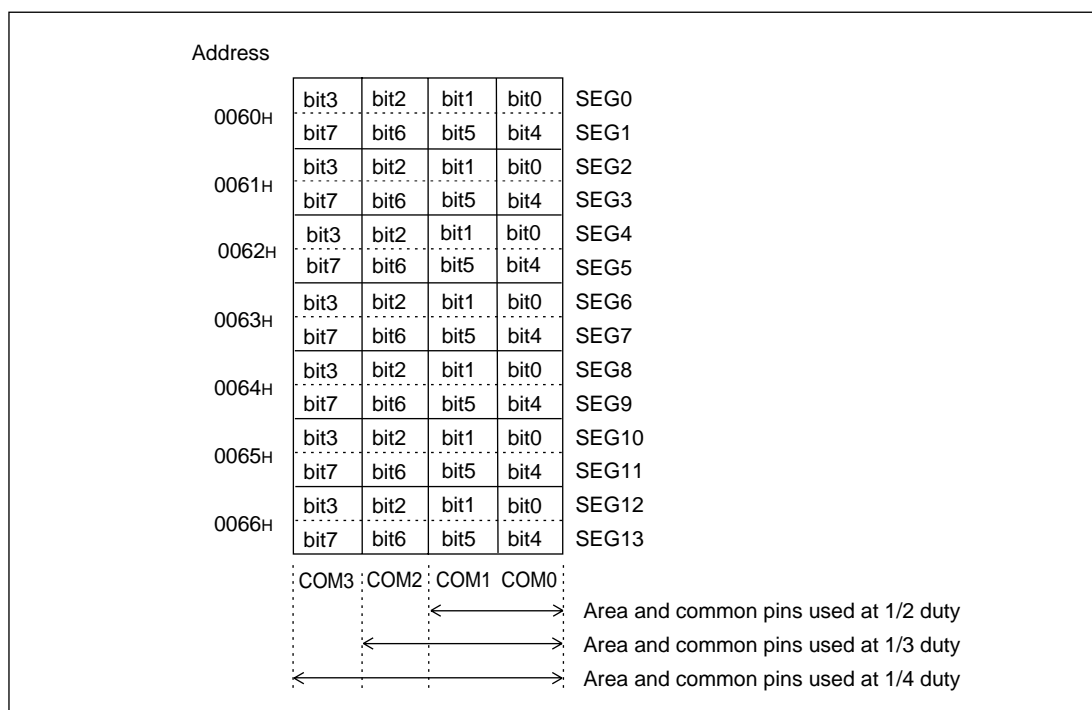 Address
0060H
bit3 bit2 bit1 bit0 SEG0
bit7 bit6 bit5 bit4 SEG1
0061H
bit3 bit2 bit1 bit0 SEG2
bit7 bit6 bit5 bit4 SEG3
0062H
bit3 bit2 bit1 bit0 SEG4
bit7 bit6 bit5 bit4 SEG5
0063H
bit3 bit2 bit1 bit0 SEG6
bit7 bit6 bit5 bit4 SEG7
0064H
bit3 bit2 bit1 bit0 SEG8
bit7 bit6 bit5 bit4 SEG9
0065H
bit3 bit2 bit1 bit0 SEG10
bit7 bit6 bit5 bit4 SEG11
0066H
bit3 bit2 bit1 bit0 SEG12
bit7 bit6 bit5 bit4 SEG13
COM3 COM2 COM1 COM0
Area and common pins used at 1/2 duty
Area and common pins used at 1/3 duty
Area and common pins used at 1/4 duty